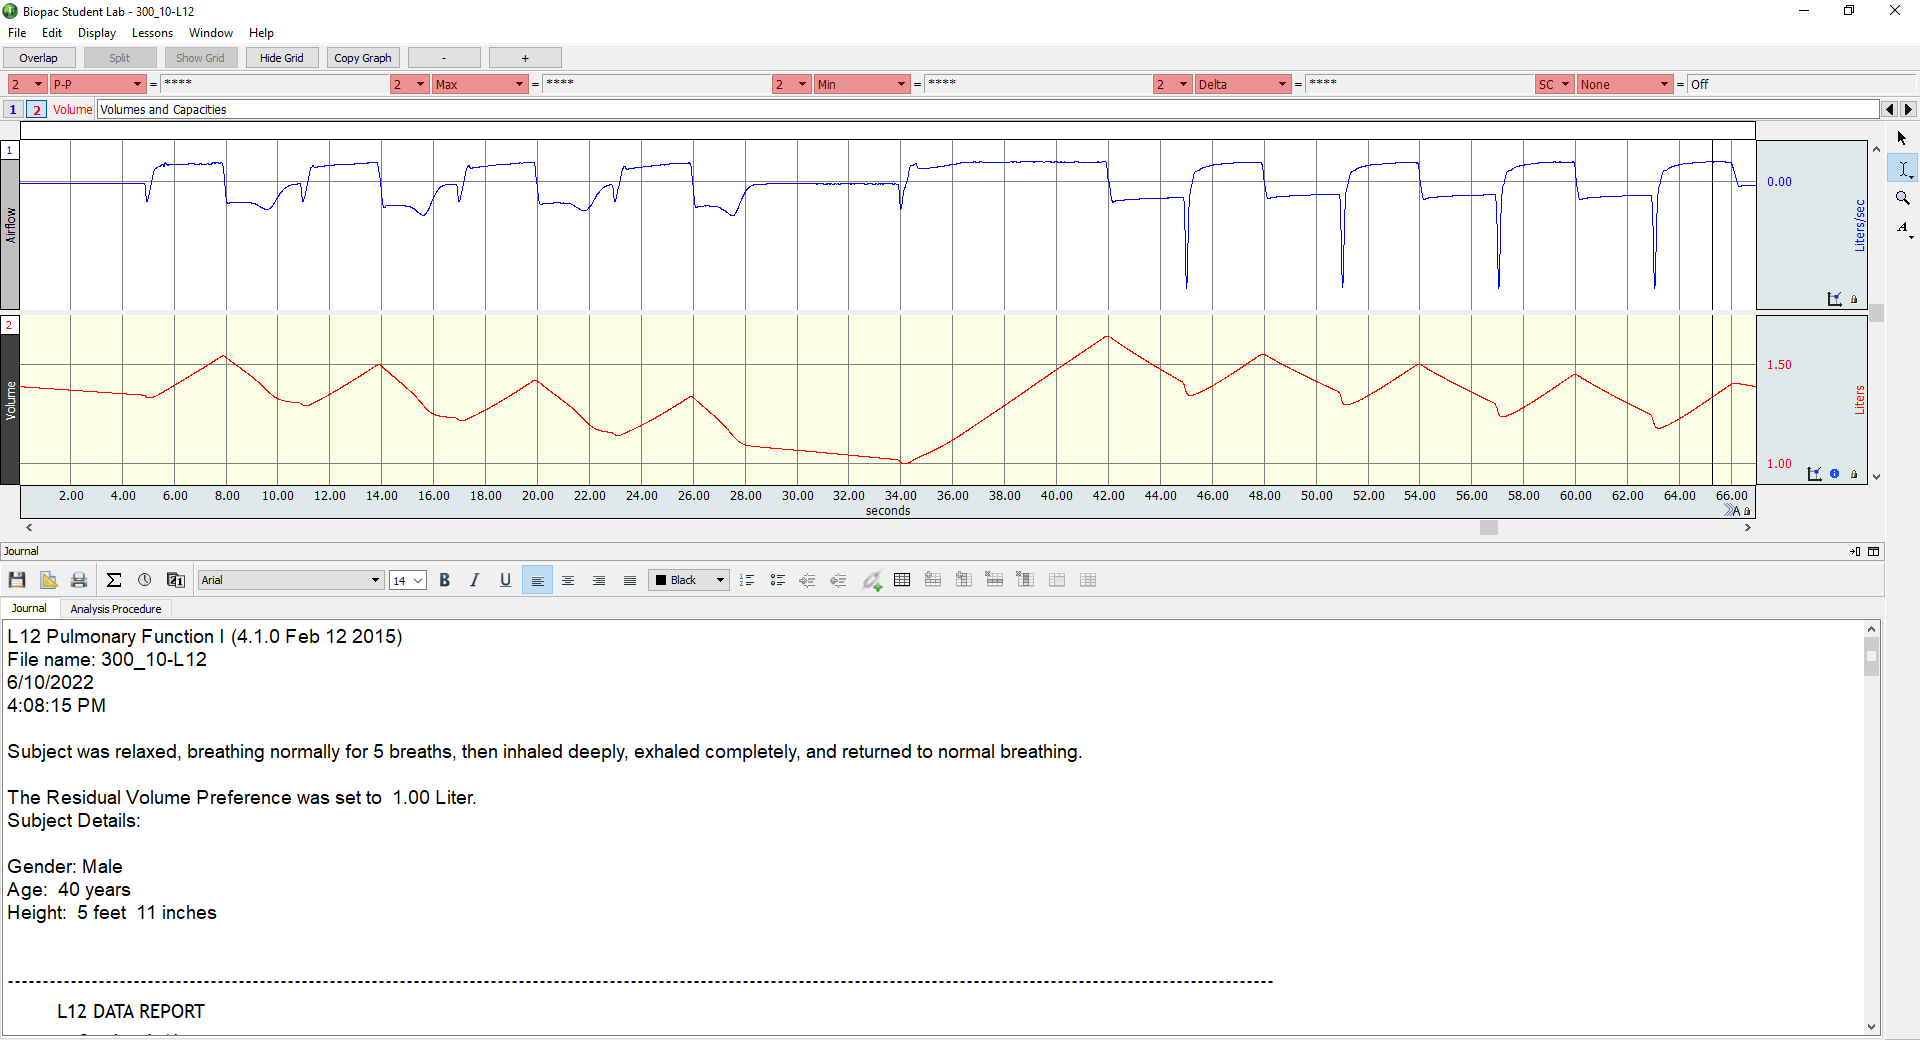 Biopac Student Lab - 300_10-L12
File Edit Display Lessons Window Help
Overlap Split Show Grid Hide Grid Copy Graph - +
2 P-P = **** 2 Max = **** 2 Min = **** 2 Delta = **** SC None = Off
1 2 Volume Volumes and Capacities
1
Airflow
0.00
Liters/sec
2
Volume
1.50
Liters
1.00
2.00 4.00 6.00 8.00 10.00 12.00 14.00 16.00 18.00 20.00 22.00 24.00 26.00 28.00 30.00 32.00 34.00 36.00 38.00 40.00 42.00 44.00 46.00 48.00 50.00 52.00 54.00 56.00 58.00 60.00 62.00 64.00 66.00
seconds
A
Journal
Arial 14 B I U Black
Journal Analysis Procedure
L12 Pulmonary Function I (4.1.0 Feb 12 2015)
File name: 300_10-L12
6/10/2022
4:08:15 PM
Subject was relaxed, breathing normally for 5 breaths, then inhaled deeply, exhaled completely, and returned to normal breathing.
The Residual Volume Preference was set to  1.00 Liter.
Subject Details:
Gender: Male
Age:  40 years
Height:  5 feet  11 inches
L12 DATA REPORT